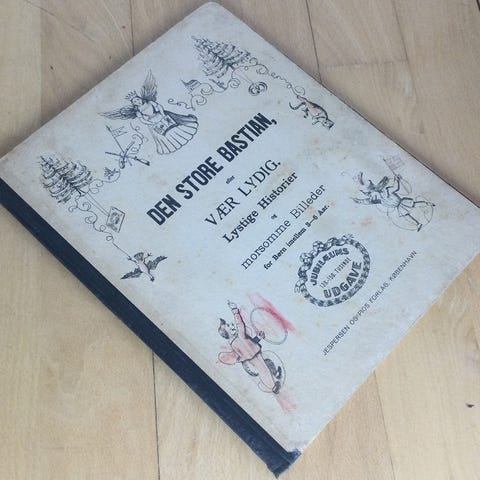 DEN STORE BASTIAN,
eller
VÆR LYDIG.
Lystige Historier
og
morsomme Billeder
for Børn imellem 3—6 Aar.
JUBILÆUMS
UDGAVE
JESPERSEN OG PIOS FORLAG, KØBENHAVN